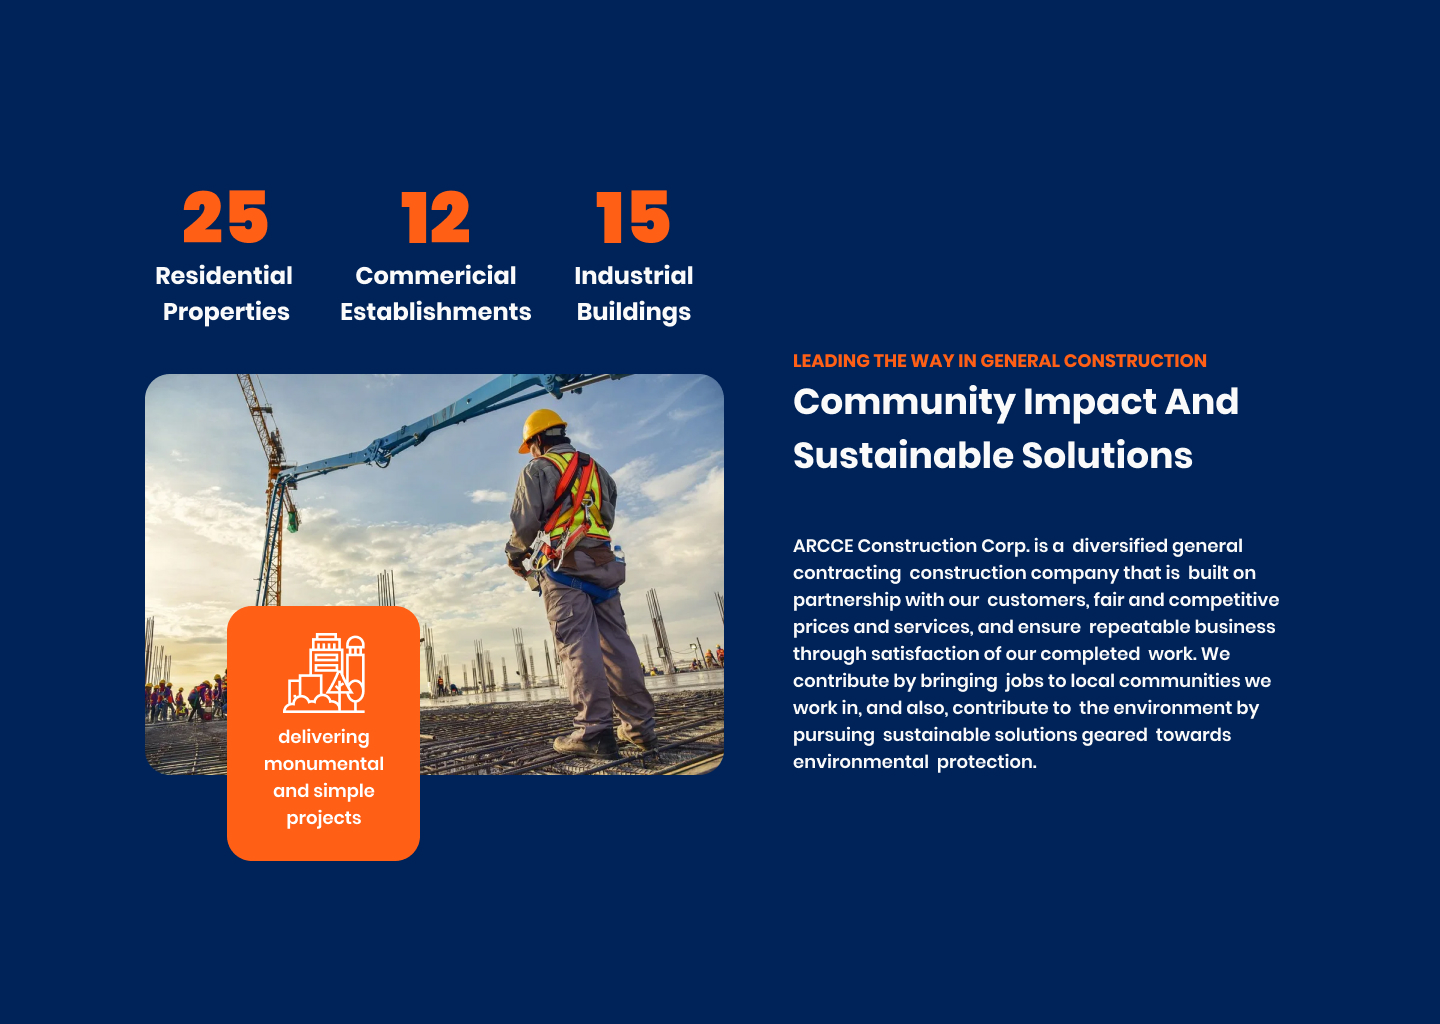 25
Residential
Properties
12
Commericial
Establishments
15
Industrial
Buildings
LEADING THE WAY IN GENERAL CONSTRUCTION
Community Impact And
Sustainable Solutions
ARCCE Construction Corp. is a  diversified general
contracting  construction company that is  built on
partnership with our  customers, fair and competitive
prices and services, and ensure  repeatable business
through satisfaction of our completed  work. We
contribute by bringing  jobs to local communities we
work in, and also, contribute to  the environment by
pursuing  sustainable solutions geared  towards
environmental  protection.
delivering
monumental
and simple
projects